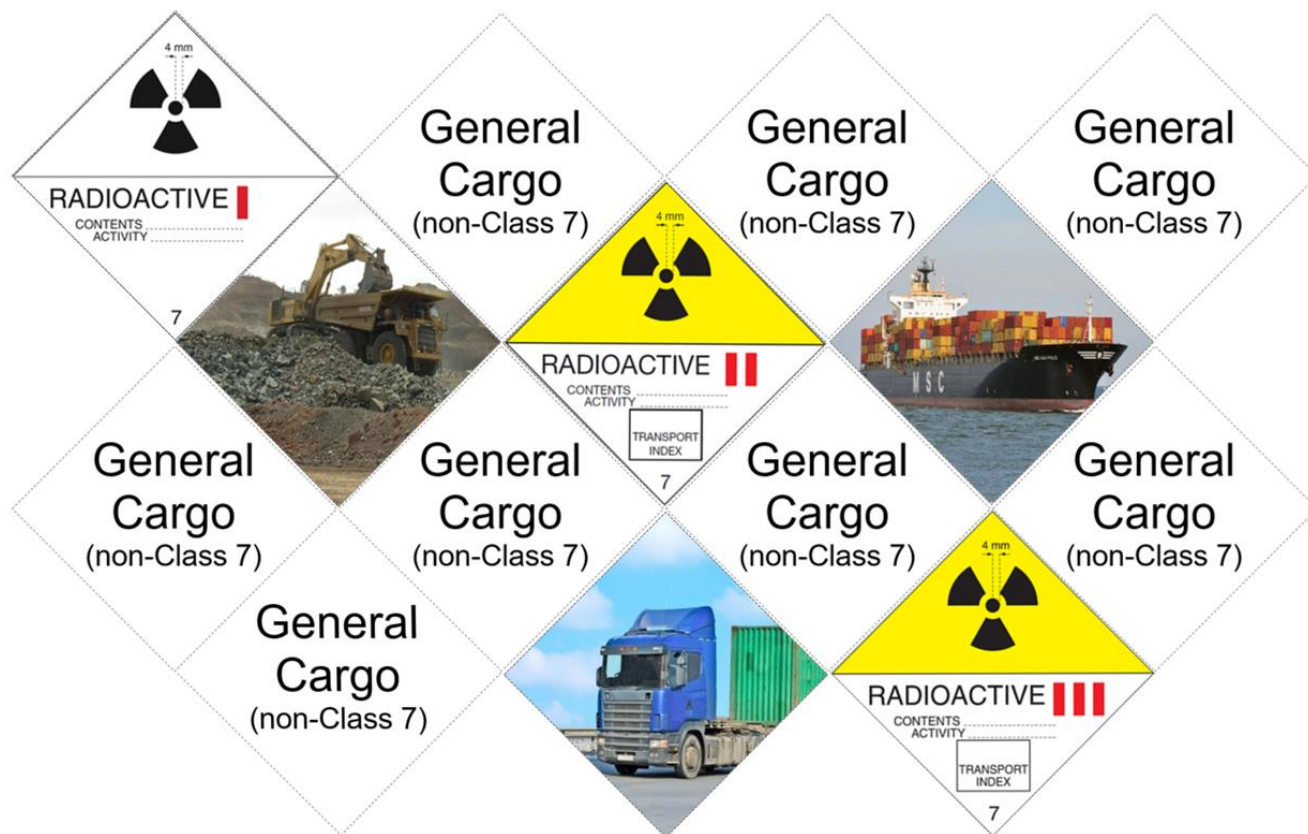 4 mm
RADIOACTIVE I
CONTENTS
ACTIVITY
7
General
Cargo
(non-Class 7)
General
Cargo
(non-Class 7)
General
Cargo
(non-Class 7)
4 mm
RADIOACTIVE II
CONTENTS
ACTIVITY
TRANSPORT
INDEX
7
MSC
General
Cargo
(non-Class 7)
General
Cargo
(non-Class 7)
General
Cargo
(non-Class 7)
General
Cargo
(non-Class 7)
General
Cargo
(non-Class 7)
4 mm
RADIOACTIVE III
CONTENTS
ACTIVITY
TRANSPORT
INDEX
7